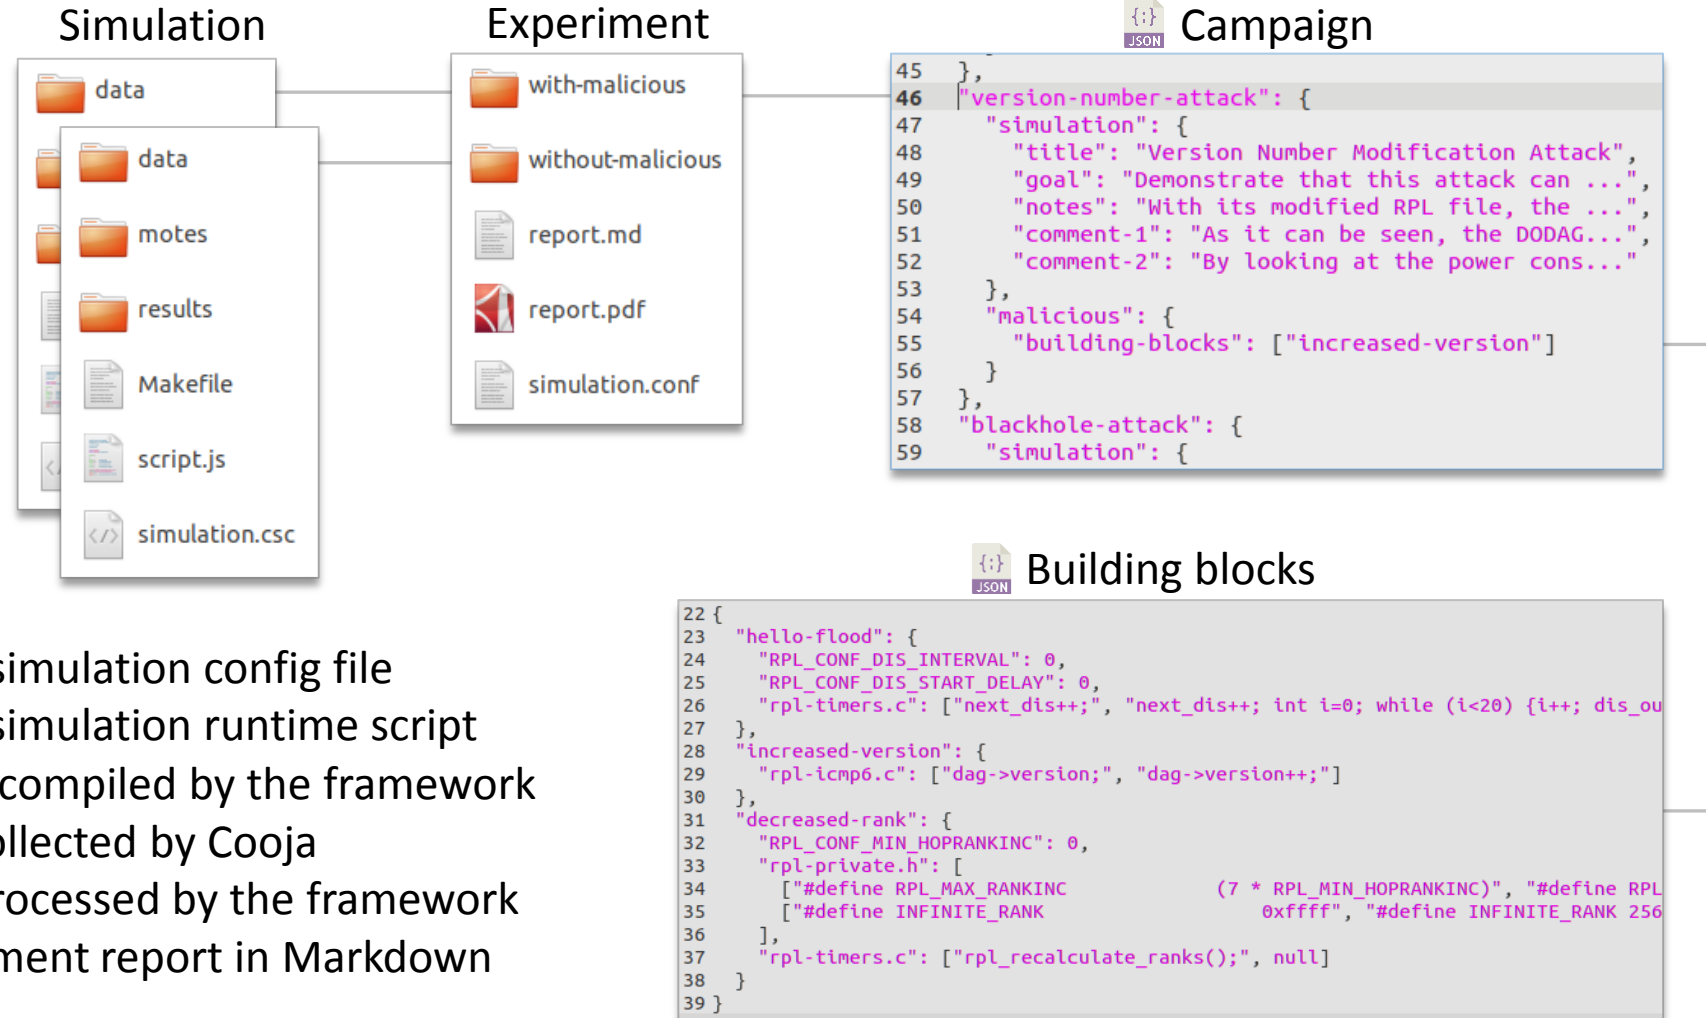 Simulation
data
data
motes
results
Makefile
script.js
simulation.csc
Experiment
with-malicious
without-malicious
report.md
report.pdf
simulation.conf
{:}
JSON
Campaign
45 },
46 "version-number-attack": {
47 "simulation": {
48 "title": "Version Number Modification Attack",
49 "goal": "Demonstrate that this attack can ...",
50 "notes": "With its modified RPL file, the ...",
51 "comment-1": "As it can be seen, the DODAG...",
52 "comment-2": "By looking at the power cons..."
53 },
54 "malicious": {
55 "building-blocks": ["increased-version"]
56 }
57 },
58 "blackhole-attack": {
59 "simulation": {
simulation config file
simulation runtime script
compiled by the framework
ollected by Cooja
rocessed by the framework
ment report in Markdown
{:}
JSON
Building blocks
22 {
23 "hello-flood": {
24 "RPL_CONF_DIS_INTERVAL": 0,
25 "RPL_CONF_DIS_START_DELAY": 0,
26 "rpl-timers.c": ["next_dis++;", "next_dis++; int i=0; while (i<20) {i++; dis_ou
27 },
28 "increased-version": {
29 "rpl-icmp6.c": ["dag->version;", "dag->version++;"]
30 },
31 "decreased-rank": {
32 "RPL_CONF_MIN_HOPRANKINC": 0,
33 "rpl-private.h": [
34 ["#define RPL_MAX_RANKINC (7 * RPL_MIN_HOPRANKINC)", "#define RPL
35 ["#define INFINITE_RANK 0xffff", "#define INFINITE_RANK 256
36 ],
37 "rpl-timers.c": ["rpl_recalculate_ranks();", null]
38 }
39 }